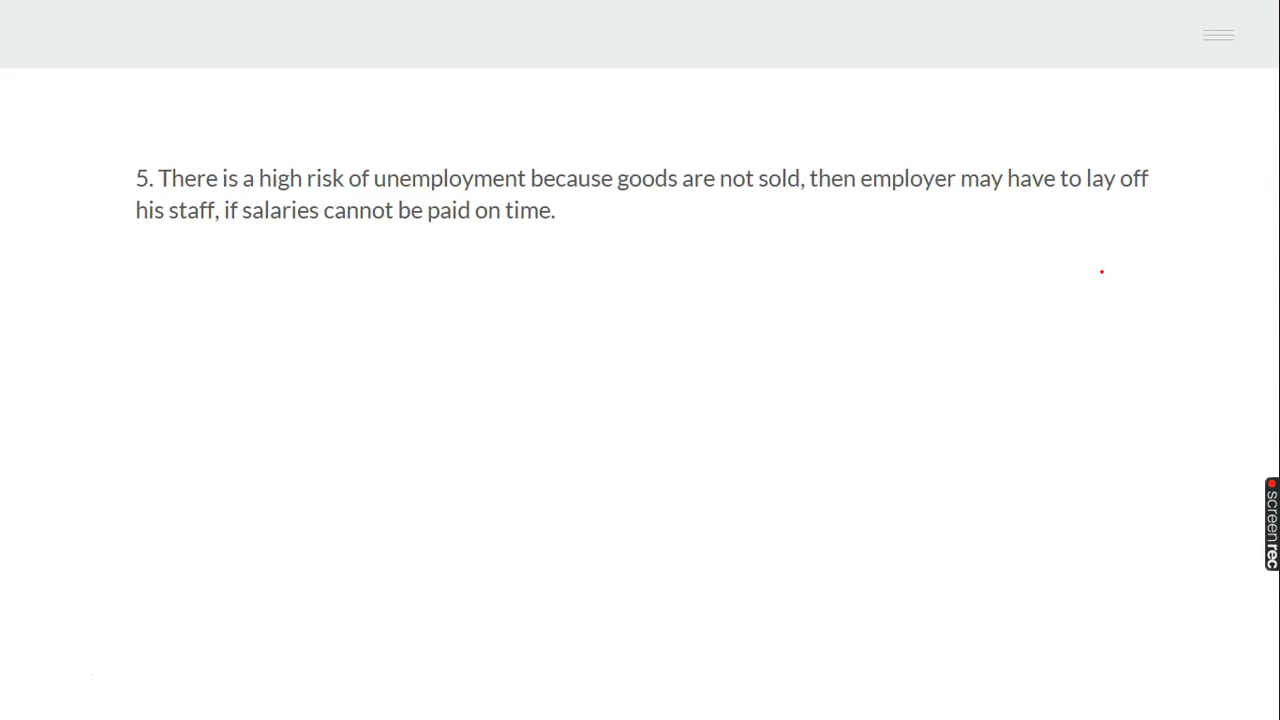 5. There is a high risk of unemployment because goods are not sold, then employer may have to lay off
his staff, if salaries cannot be paid on time.
screenrec